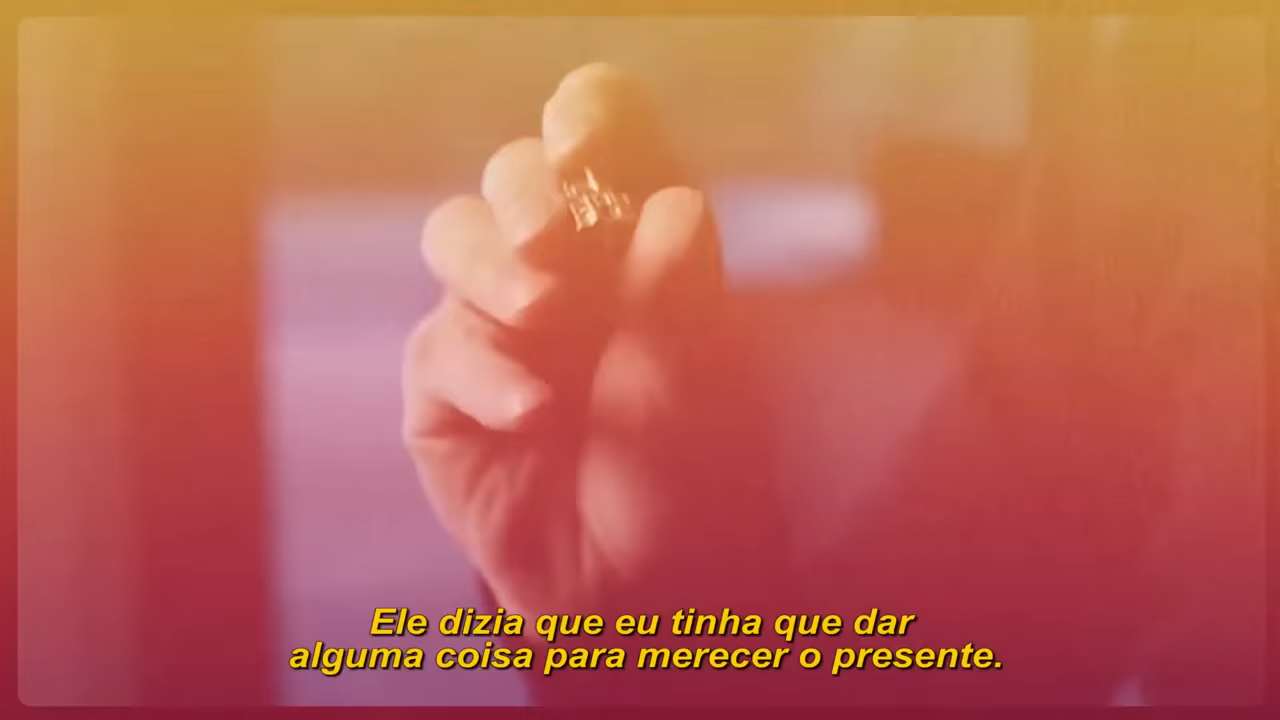 Ele dizia que eu tinha que dar
alguma coisa para merecer o presente.